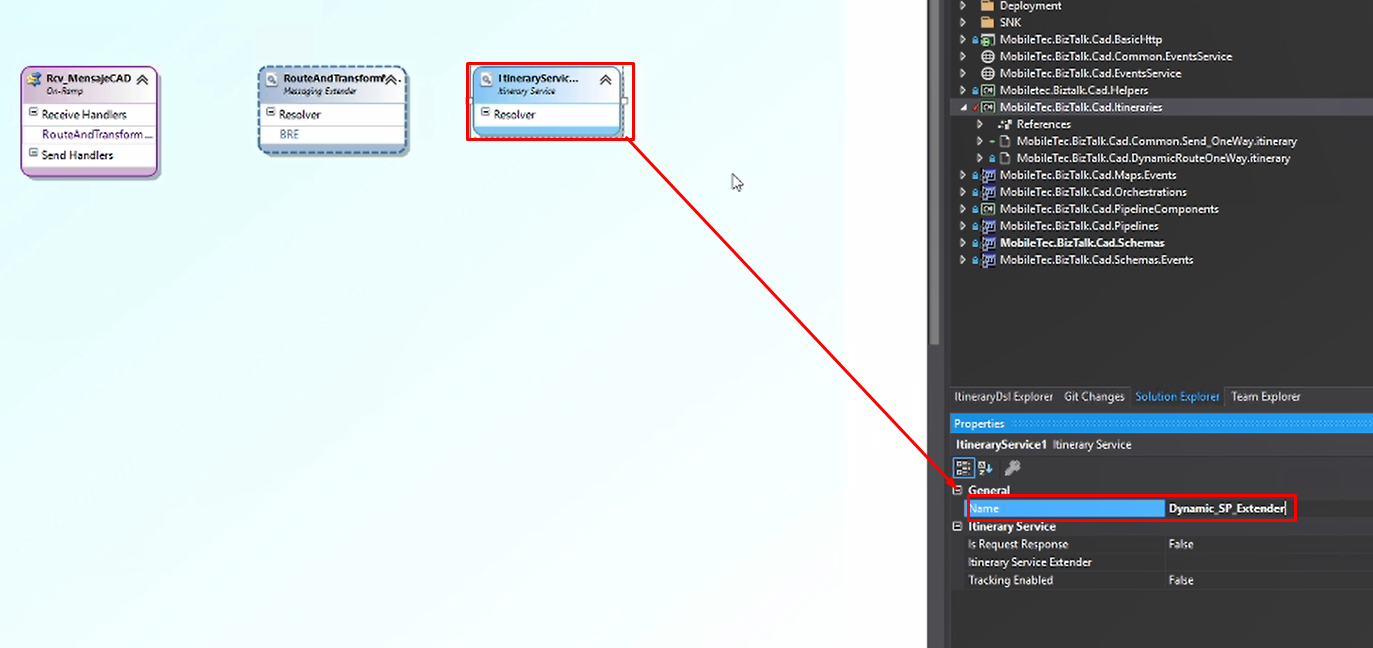 Rcv_MensajeCAD
On-Ramp
Receive Handlers
RouteAndTransform...
Send Handlers
Messaging Extender
Resolver
BRE
ItineraryServic...
Itinerary Service
Resolver
Deployment
SNK
MobileTec.BizTalk.Cad.BasicHttp
MobileTec.BizTalk.Cad.Common.EventsService
MobileTec.BizTalk.Cad.EventsService
Mobiletec.Biztalk.Cad.Helpers
MobileTec.BizTalk.Cad.Itineraries
References
MobileTec.BizTalk.Cad.Common.Send_OneWay.itinerary
MobileTec.BizTalk.Cad.DynamicRouteOneWay.itinerary
MobileTec.BizTalk.Cad.Maps.Events
MobileTec.BizTalk.Cad.Orchestrations
MobileTec.BizTalk.Cad.PipelineComponents
MobileTec.BizTalk.Cad.Pipelines
MobileTec.BizTalk.Cad.Schemas
MobileTec.BizTalk.Cad.Schemas.Events
ItineraryDsl Explorer Git Changes Solution Explorer Team Explorer
Properties
ItineraryService1 Itinerary Service
General
Name Dynamic_SP_Extender
Itinerary Service
Is Request Response False
Itinerary Service Extender
Tracking Enabled False